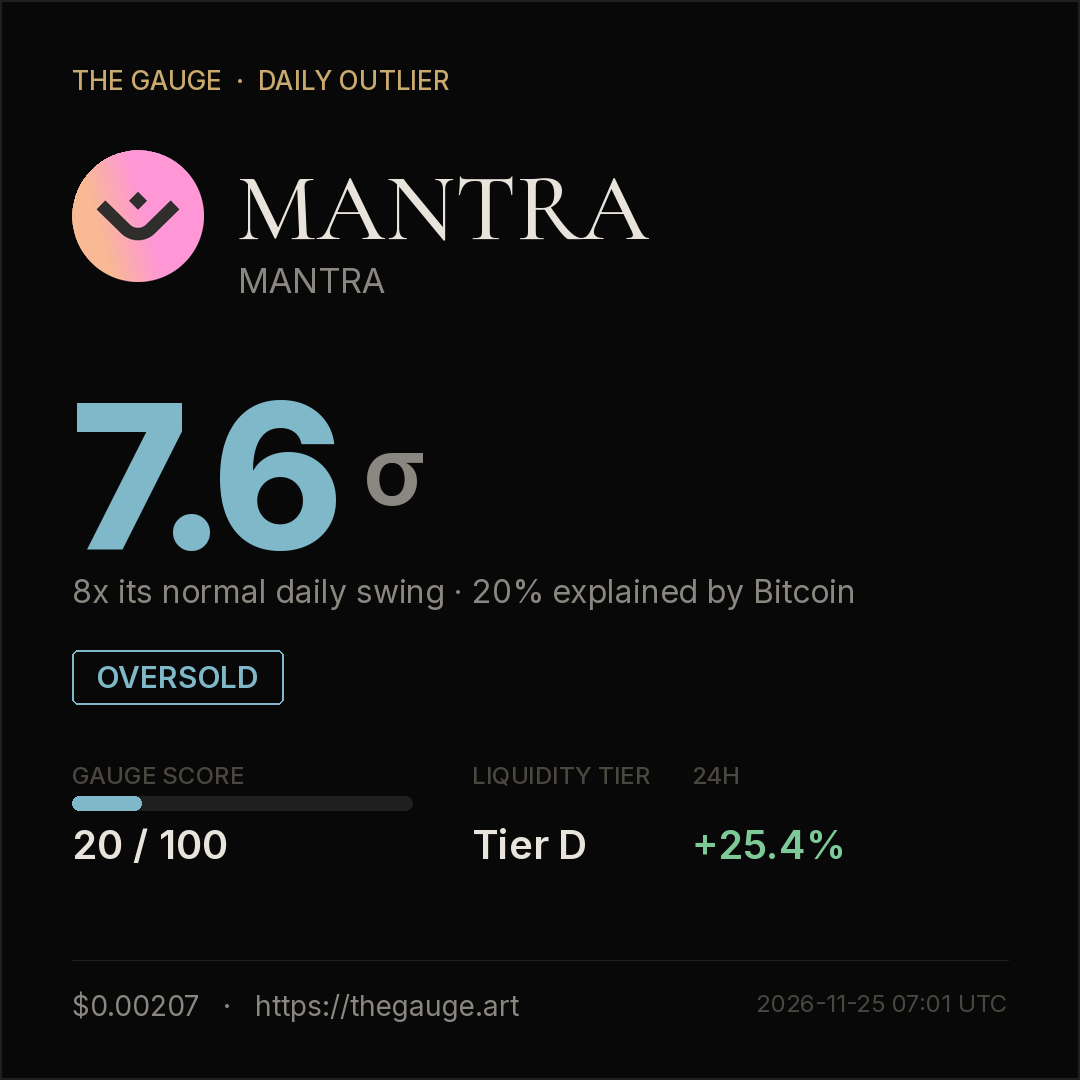 THE GAUGE · DAILY OUTLIER
MANTRA
MANTRA
7.6 σ
8x its normal daily swing · 20% explained by Bitcoin
OVERSOLD
GAUGE SCORE LIQUIDITY TIER 24H
20 / 100 Tier D +25.4%
$0.00207 · https://thegauge.art 2026-11-25 07:01 UTC